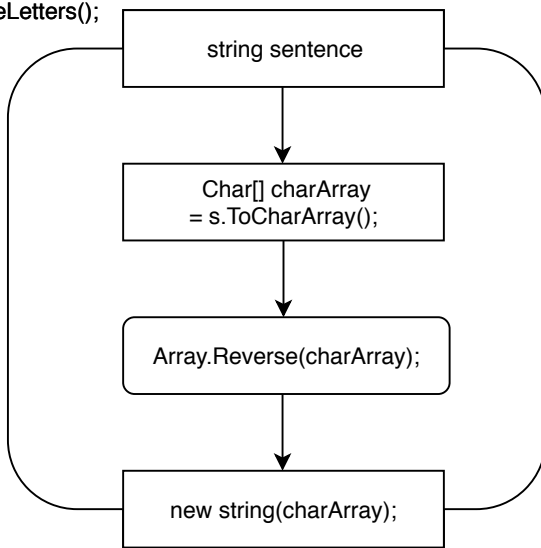 eLetters();
string sentence
Char[] charArray
= s.ToCharArray();
Array.Reverse(charArray);
new string(charArray);